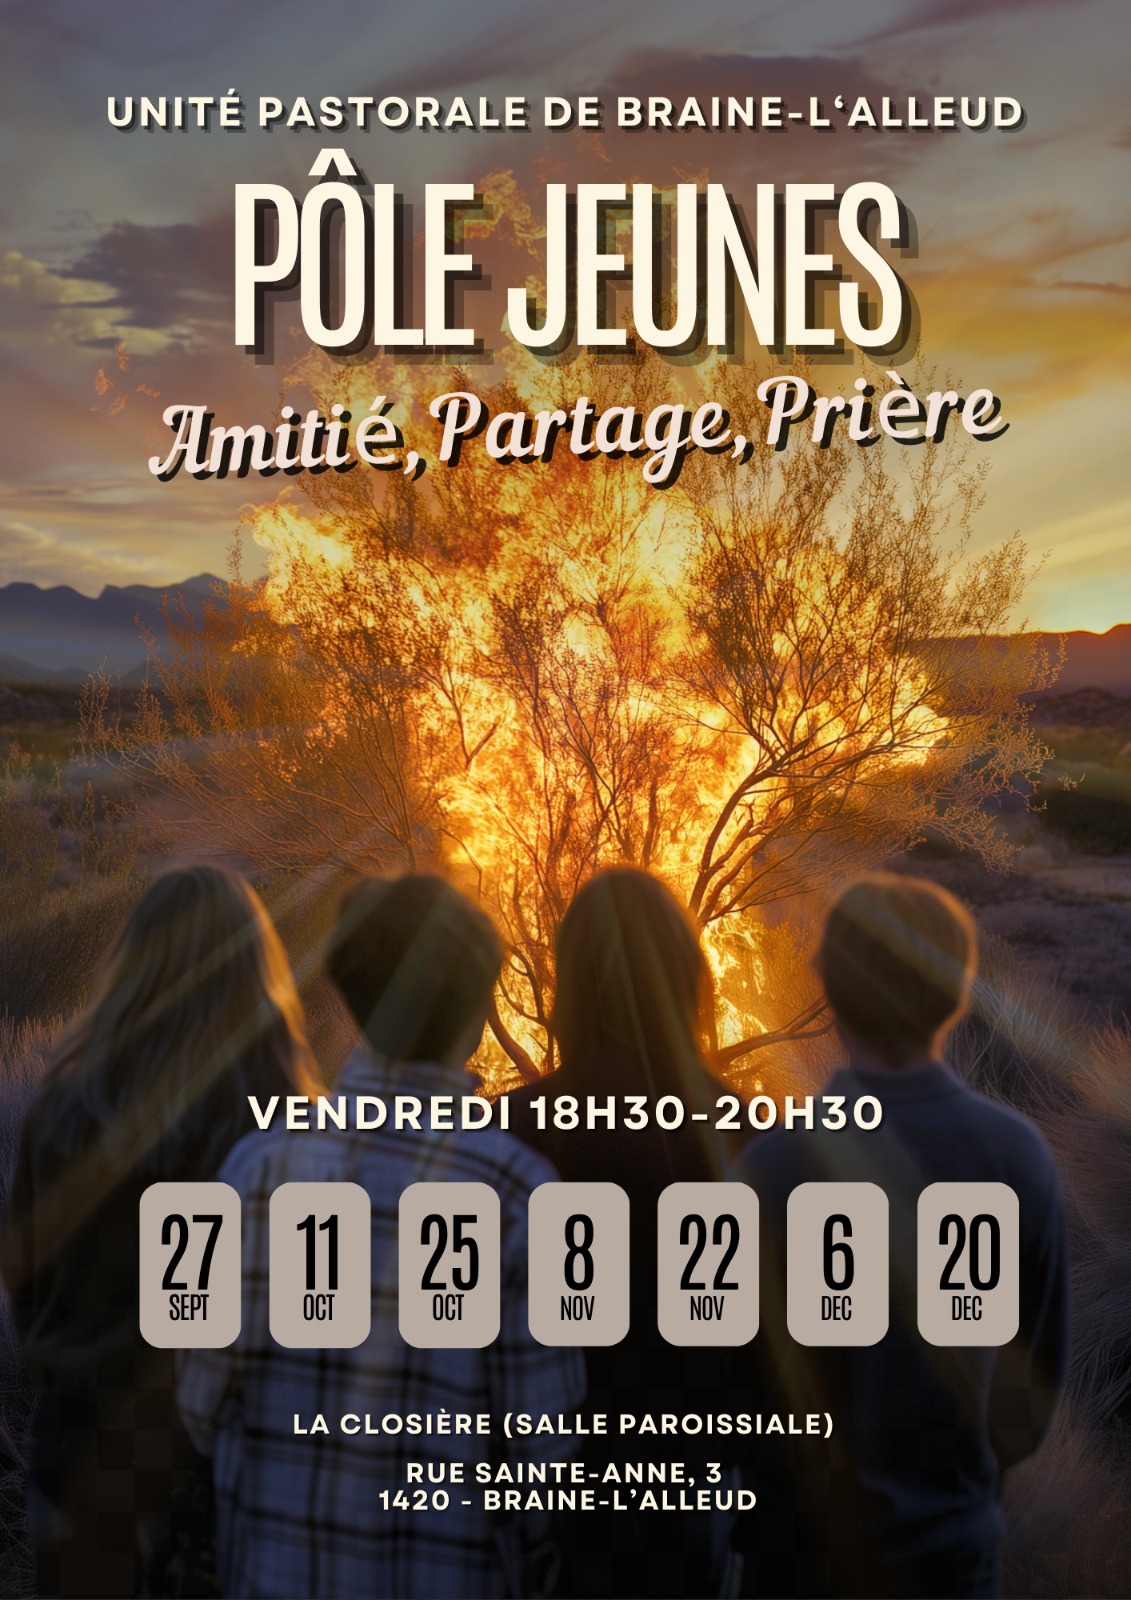 UNITÉ PASTORALE DE BRAINE-L‘ALLEUD
PÔLE JEUNES
Amitié, Partage, Prière
VENDREDI 18H30-20H30
27 11 25 8 22 6 20
SEPT OCT OCT NOV NOV DEC DEC
LA CLOSIÈRE (SALLE PAROISSIALE)
RUE SAINTE-ANNE, 3
1420 - BRAINE-L’ALLEUD